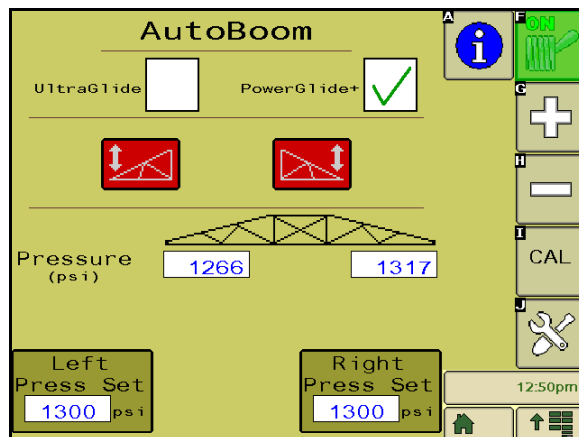 AutoBoom
UltraGlide
PowerGlide+
Pressure
(psi)
1266
1317
Left
Press Set
1300 psi
Right
Press Set
1300 psi
A
i
F
ON
G
H
I
CAL
J
12:50pm